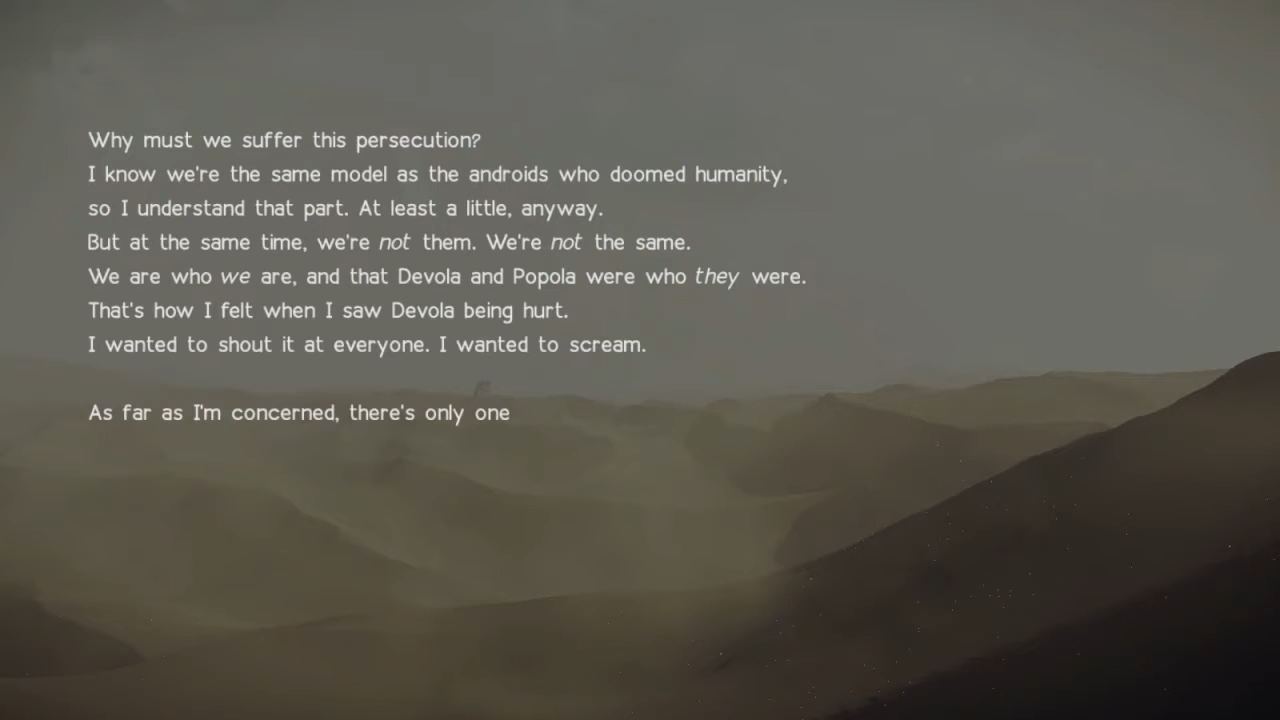 Why must we suffer this persecution?
I know we're the same model as the androids who doomed humanity,
so I understand that part. At least a little, anyway.
But at the same time, we're not them. We're not the same.
We are who we are, and that Devola and Popola were who they were.
That's how I felt when I saw Devola being hurt.
I wanted to shout it at everyone. I wanted to scream.
As far as I'm concerned, there's only one